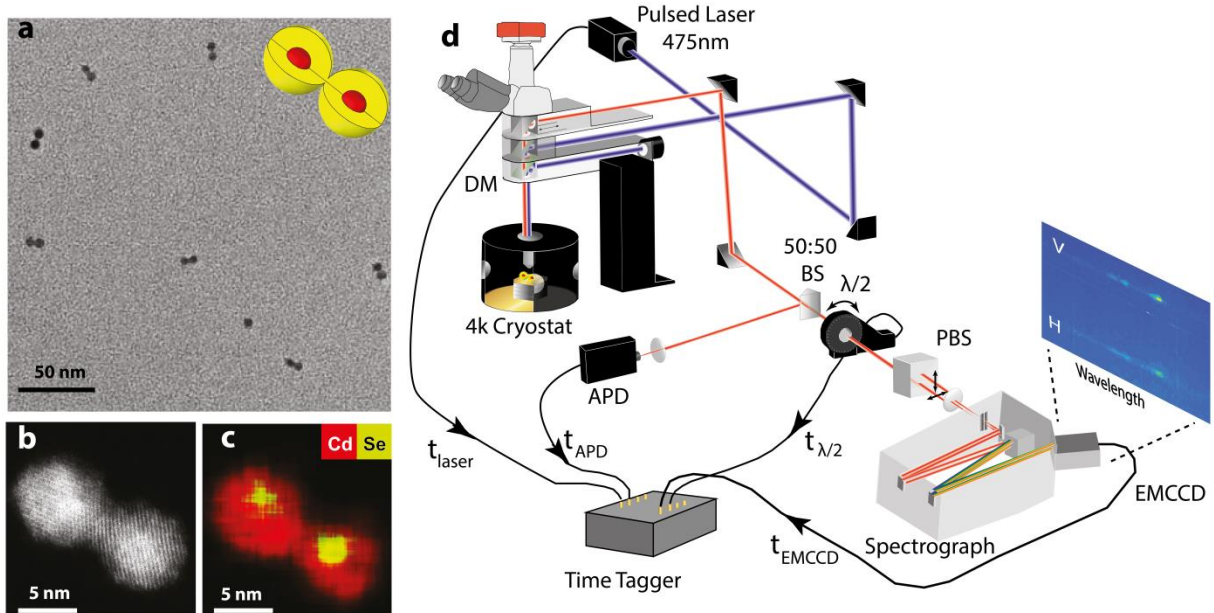 a
50 nm
b
5 nm
c
Cd Se
5 nm
d
Pulsed Laser
475nm
DM
4k Cryostat
50:50
BS
λ/2
PBS
APD
t_laser
t_APD
t_λ/2
t_EMCCD
Time Tagger
Spectrograph
EMCCD
V
H
Wavelength